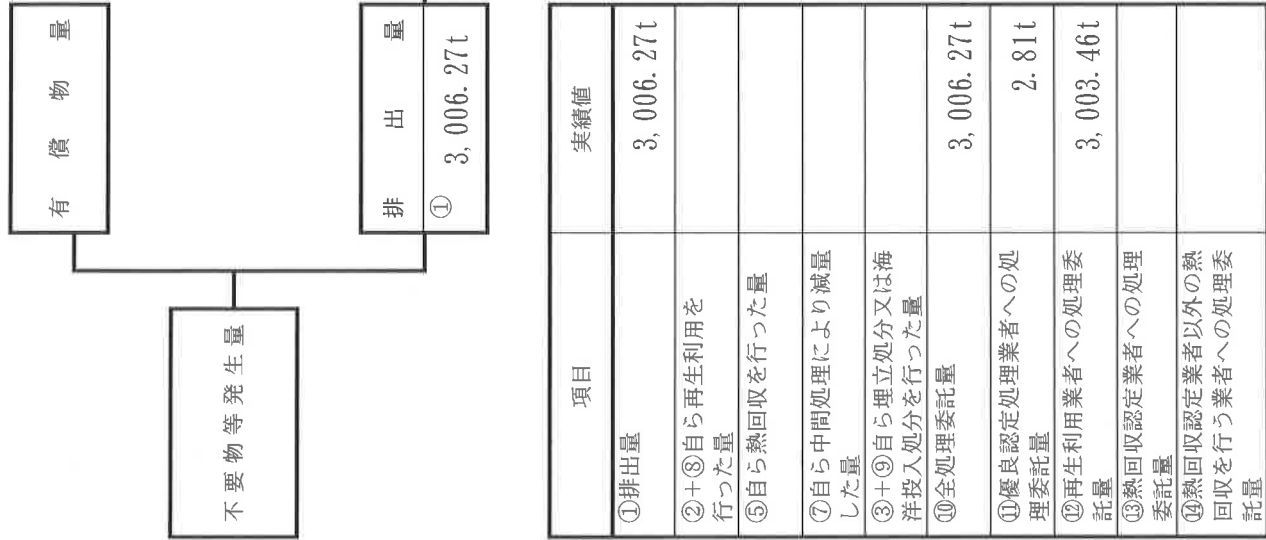 不要物等発生量
有償物量
排出量
① 3,006.27t
項目
実績値
①排出量
3,006.27t
②+⑧自ら再生利用を
行った量
⑤自ら熱回収を行った量
⑦自ら中間処理により減量
した量
③+⑨自ら埋立処分又は海
洋投入処分を行った量
⑩全処理委託量
3,006.27t
⑪優良認定処理業者への処
理委託量
2.81t
⑫再生利用業者への処理委
託量
3,003.46t
⑬熱回収認定業者への処理
委託量
⑭熱回収認定業者以外の熱
回収を行う業者への処理委
託量